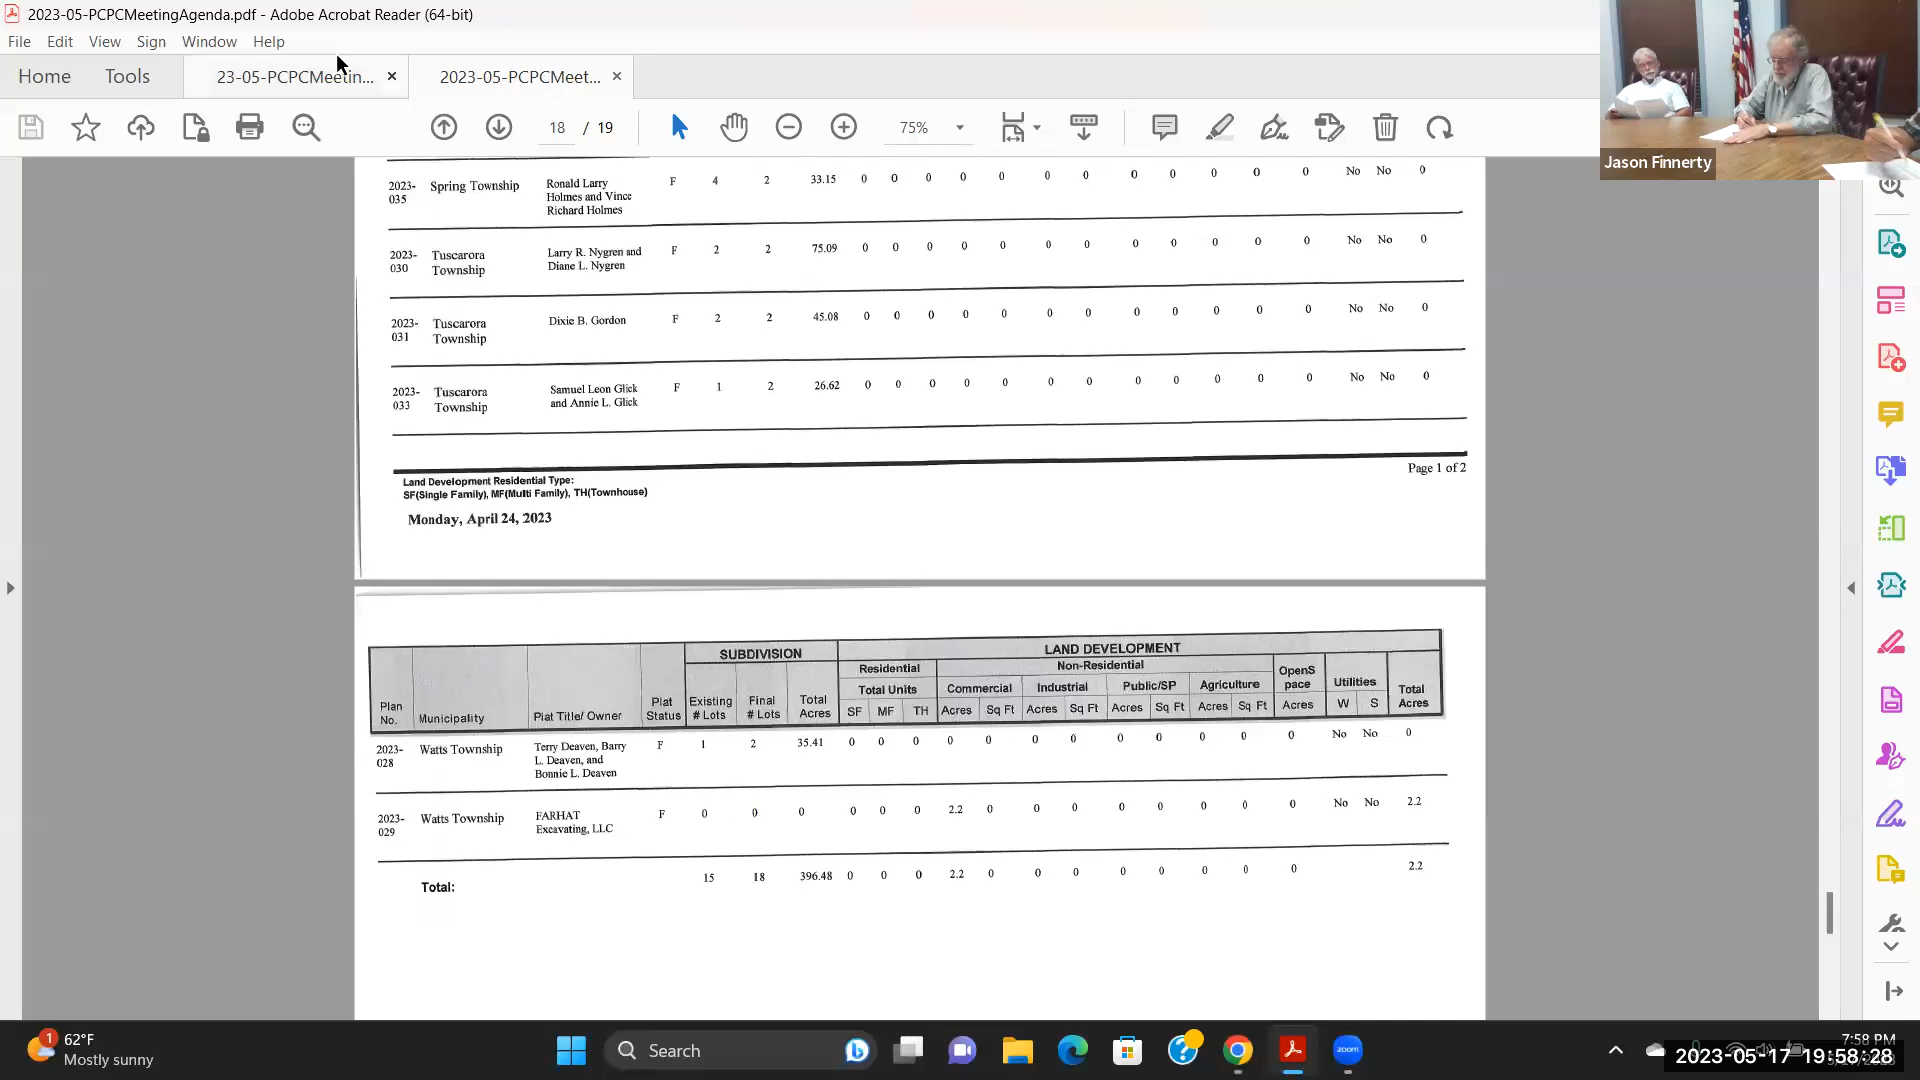 2023-05-PCPCMeetingAgenda.pdf - Adobe Acrobat Reader (64-bit)
File Edit View Sign Window Help
Home Tools 23-05-PCPCMeetin... × 2023-05-PCPCMeet... ×
18 / 19 75%
Jason Finnerty
2023-035 Spring Township Ronald Larry Holmes and Vince Richard Holmes F 4 2 33.15 0 0 0 0 0 0 0 0 0 0 0 0 No No 0
2023-030 Tuscarora Township Larry R. Nygren and Diane L. Nygren F 2 2 75.09 0 0 0 0 0 0 0 0 0 0 0 0 No No 0
2023-031 Tuscarora Township Dixie B. Gordon F 2 2 45.08 0 0 0 0 0 0 0 0 0 0 0 0 No No 0
2023-033 Tuscarora Township Samuel Leon Glick and Annie L. Glick F 1 2 26.62 0 0 0 0 0 0 0 0 0 0 0 0 No No 0
Page 1 of 2
Land Development Residential Type:
SF(Single Family), MF(Multi Family), TH(Townhouse)
Monday, April 24, 2023
SUBDIVISION LAND DEVELOPMENT
Residential Non-Residential OpenS pace Utilities
Total Units Commercial Industrial Public/SP Agriculture
Plan No. Municipality Plat Title/ Owner Plat Status Existing # Lots Final # Lots Total Acres SF MF TH Acres Sq Ft Acres Sq Ft Acres Sq Ft Acres Sq Ft Acres W S Total Acres
2023-028 Watts Township Terry Deaven, Barry L. Deaven, and Bonnie L. Deaven F 1 2 35.41 0 0 0 0 0 0 0 0 0 0 0 0 No No 0
2023-029 Watts Township FARHAT Excavating, LLC F 0 0 0 0 0 0 2.2 0 0 0 0 0 0 0 0 No No 2.2
Total: 15 18 396.48 0 0 0 2.2 0 0 0 0 0 0 0 0 2.2
1 62°F
Mostly sunny
Search
zoom
7:58 PM
2023-05-17 19:58:28